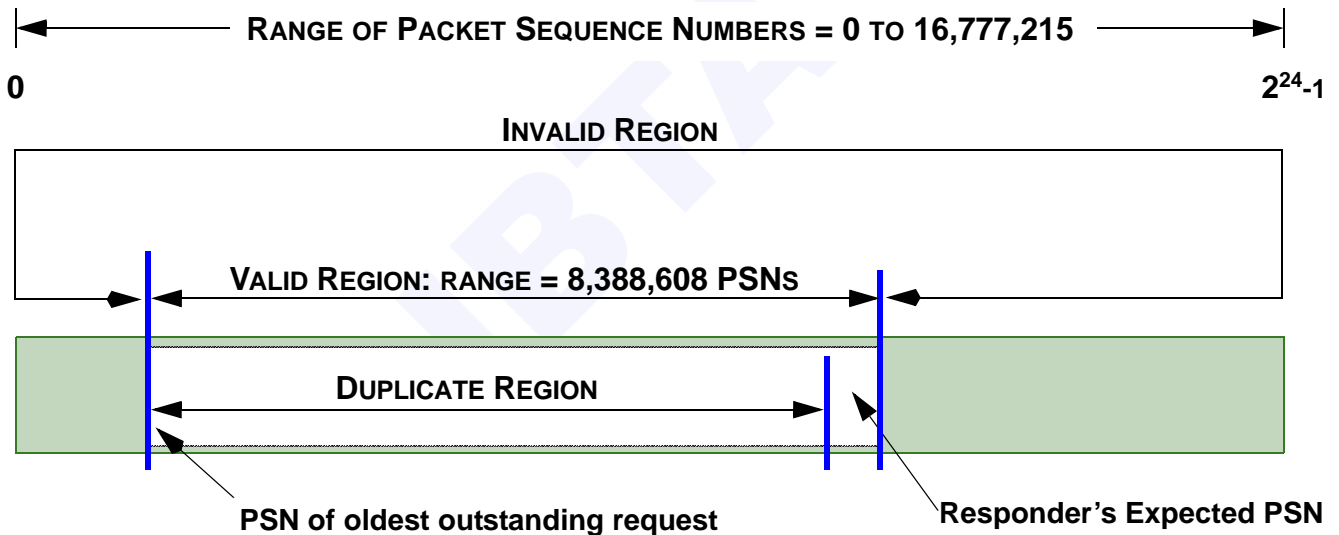 RANGE OF PACKET SEQUENCE NUMBERS = 0 TO 16,777,215
0
2^24-1
INVALID REGION
VALID REGION: RANGE = 8,388,608 PSNS
DUPLICATE REGION
PSN of oldest outstanding request
Responder's Expected PSN
IBTA